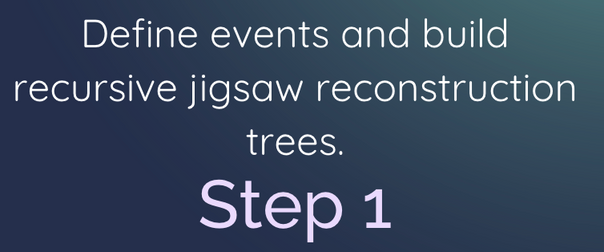 Define events and build
recursive jigsaw reconstruction
trees.
Step 1